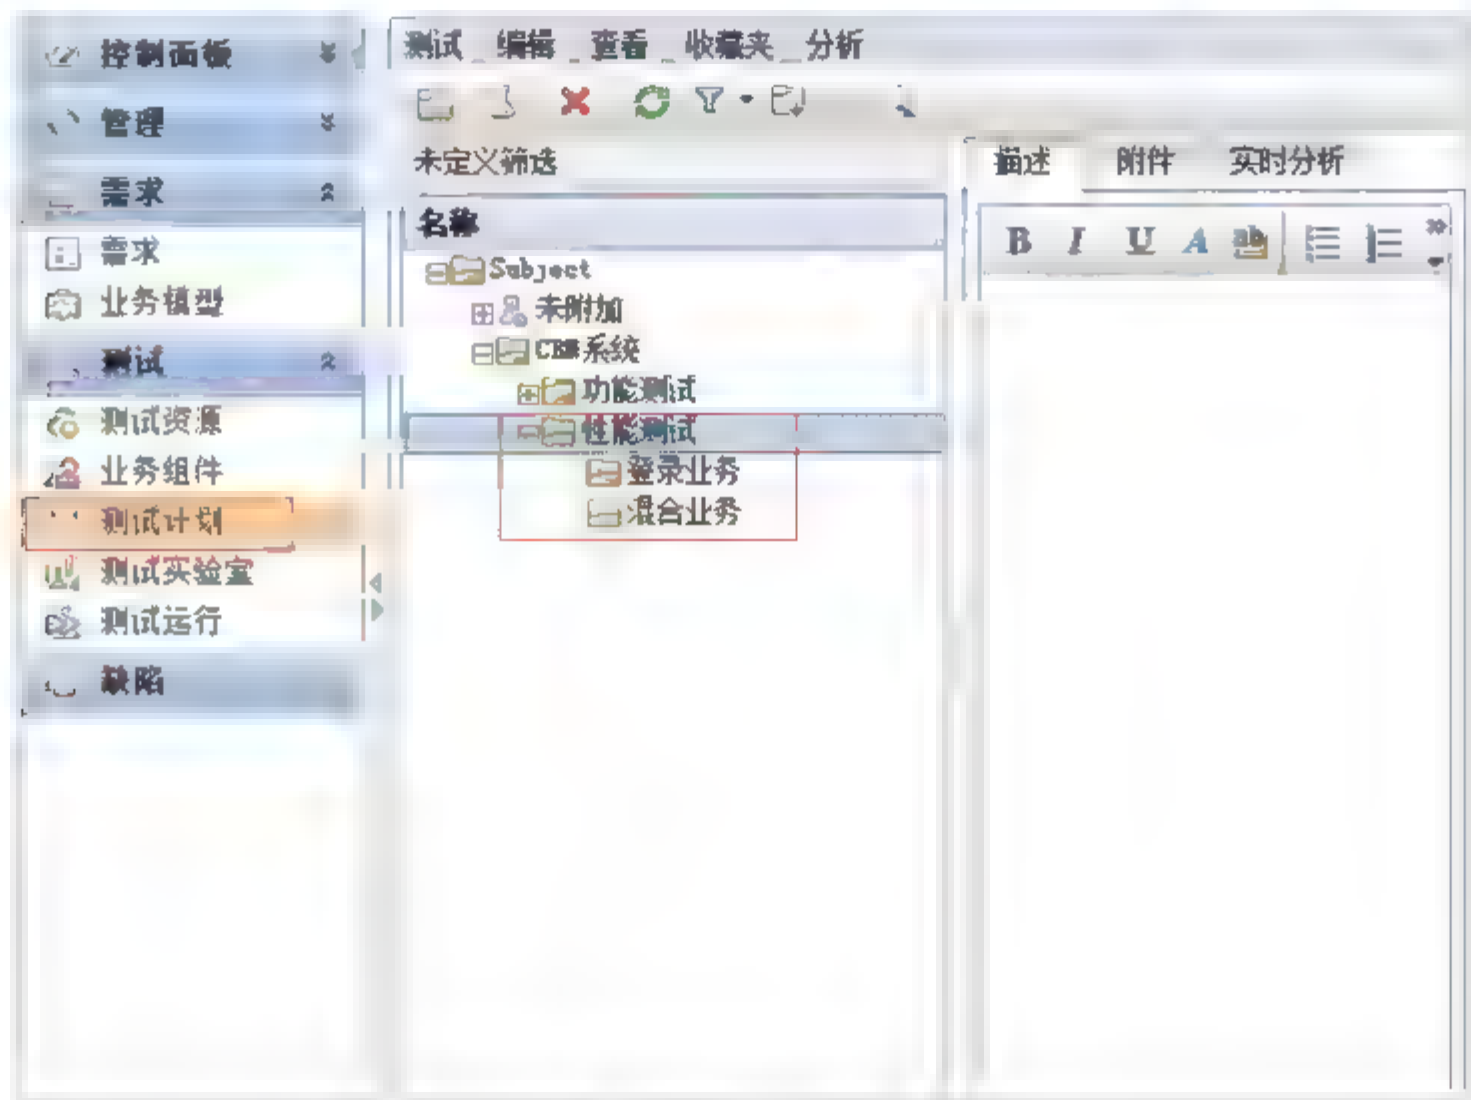 控制面板
管理
需求
需求
业务模型
测试
测试资源
业务组件
测试计划
测试实验室
测试运行
缺陷
测试 编辑 查看 收藏夹 分析
未定义筛选
名称
Subject
未附加
系统
功能测试
性能测试
登录业务
混合业务
描述 附件 实时分析
B I U A ab